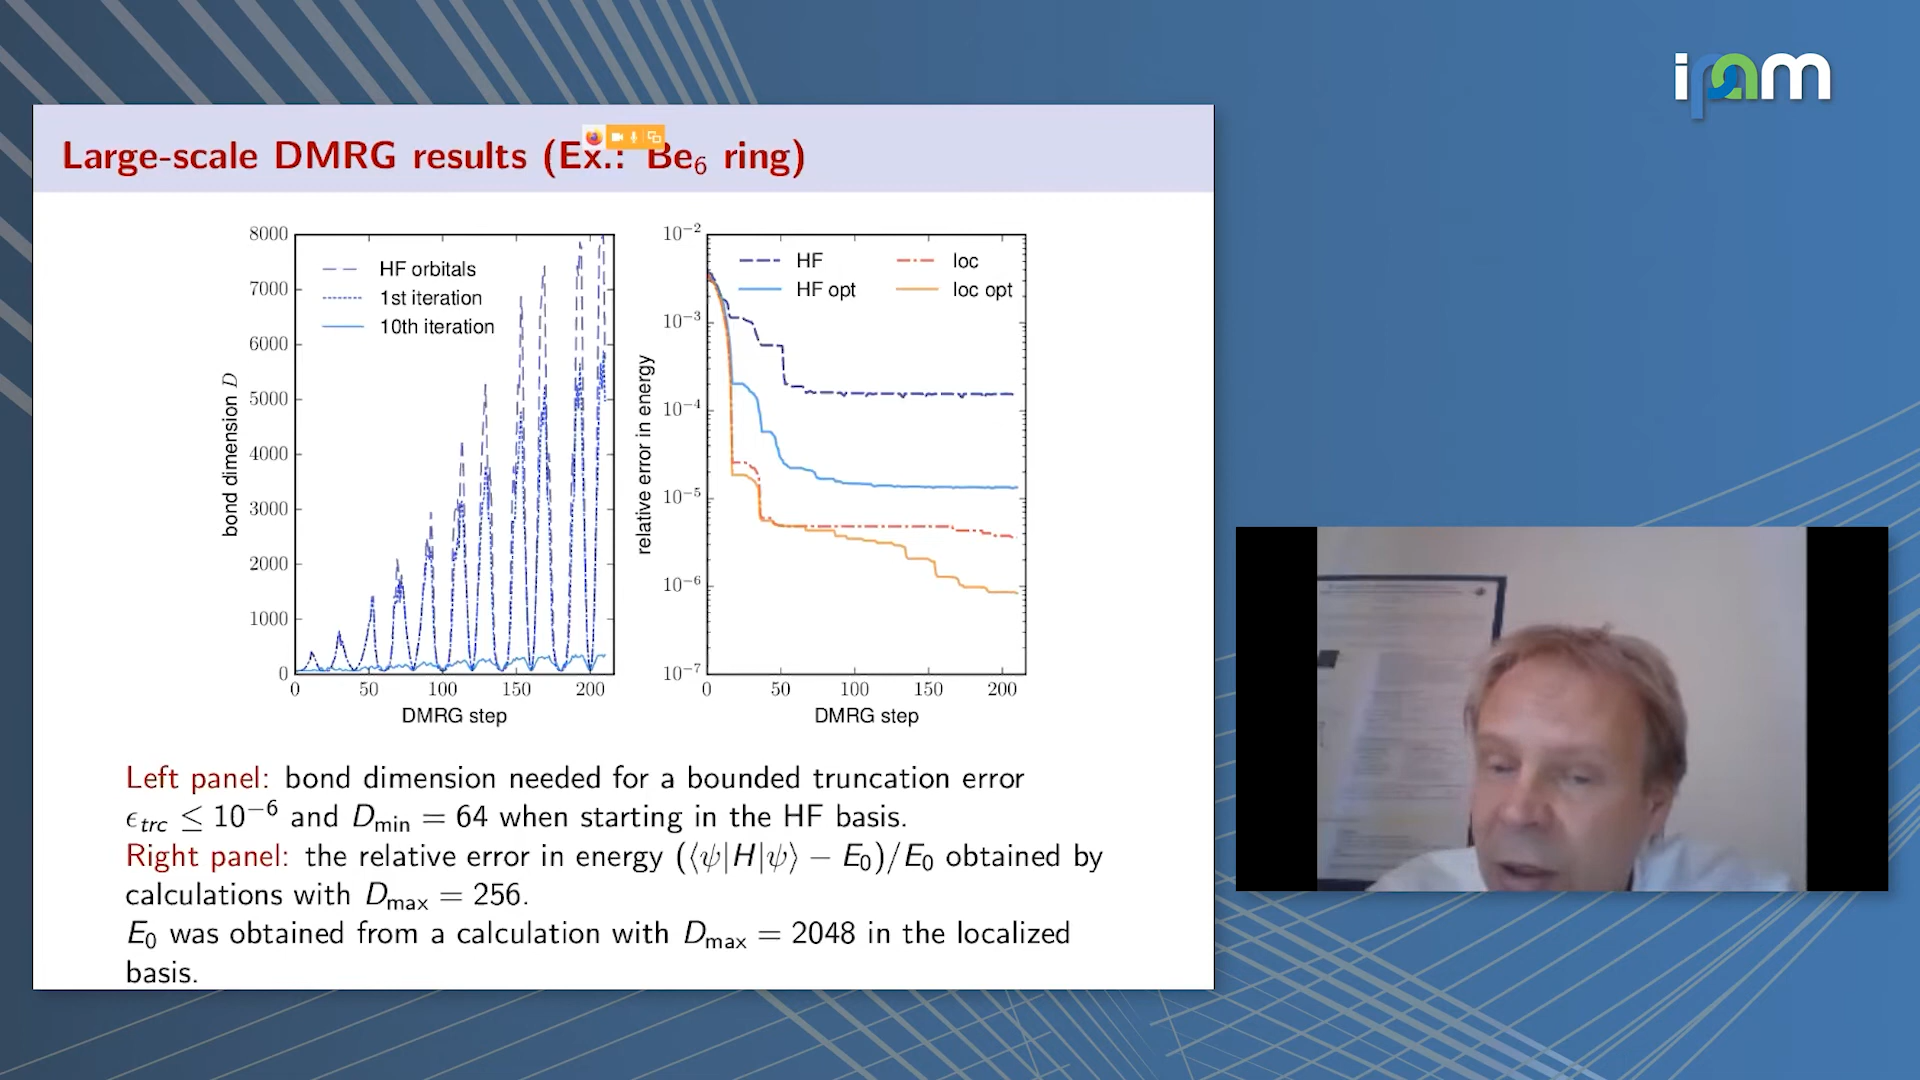 ipam
Large-scale DMRG results (Ex.: Be₆ ring)
8000
7000
6000
5000
4000
3000
2000
1000
0
bond dimension D
HF orbitals
1st iteration
10th iteration
0 50 100 150 200
DMRG step
10⁻²
10⁻³
10⁻⁴
10⁻⁵
10⁻⁶
10⁻⁷
relative error in energy
HF loc
HF opt loc opt
0 50 100 150 200
DMRG step
Left panel: bond dimension needed for a bounded truncation error
ϵ_trc ≤ 10⁻⁶ and D_min = 64 when starting in the HF basis.
Right panel: the relative error in energy (⟨ψ|H|ψ⟩ − E₀)/E₀ obtained by
calculations with D_max = 256.
E₀ was obtained from a calculation with D_max = 2048 in the localized
basis.